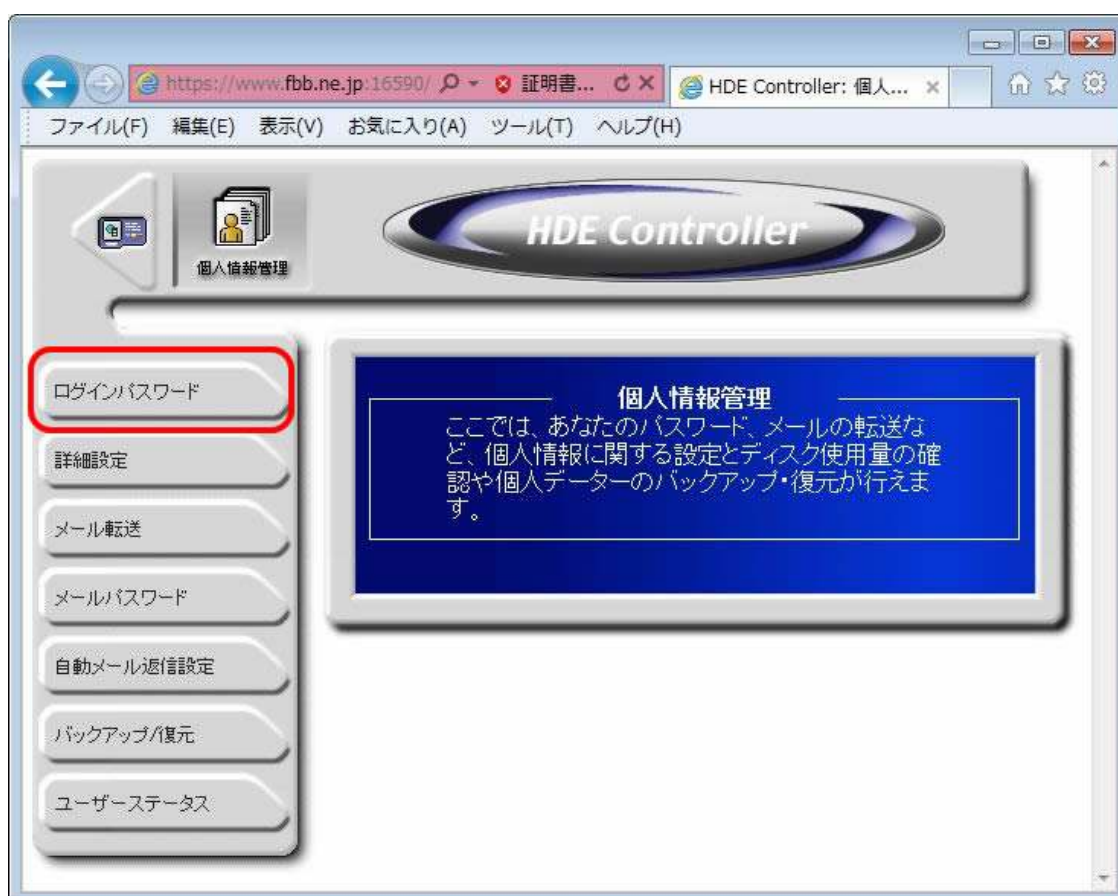 https://www.fbb.ne.jp:16590/ 証明書... HDE Controller: 個人...
ファイル(F) 編集(E) 表示(V) お気に入り(A) ツール(T) ヘルプ(H)
HDE Controller
個人情報管理
ログインパスワード
詳細設定
メール転送
メールパスワード
自動メール返信設定
バックアップ/復元
ユーザーステータス
個人情報管理
ここでは、あなたのパスワード、メールの転送な
ど、個人情報に関する設定とディスク使用量の確
認や個人データーのバックアップ・復元が行えま
す。